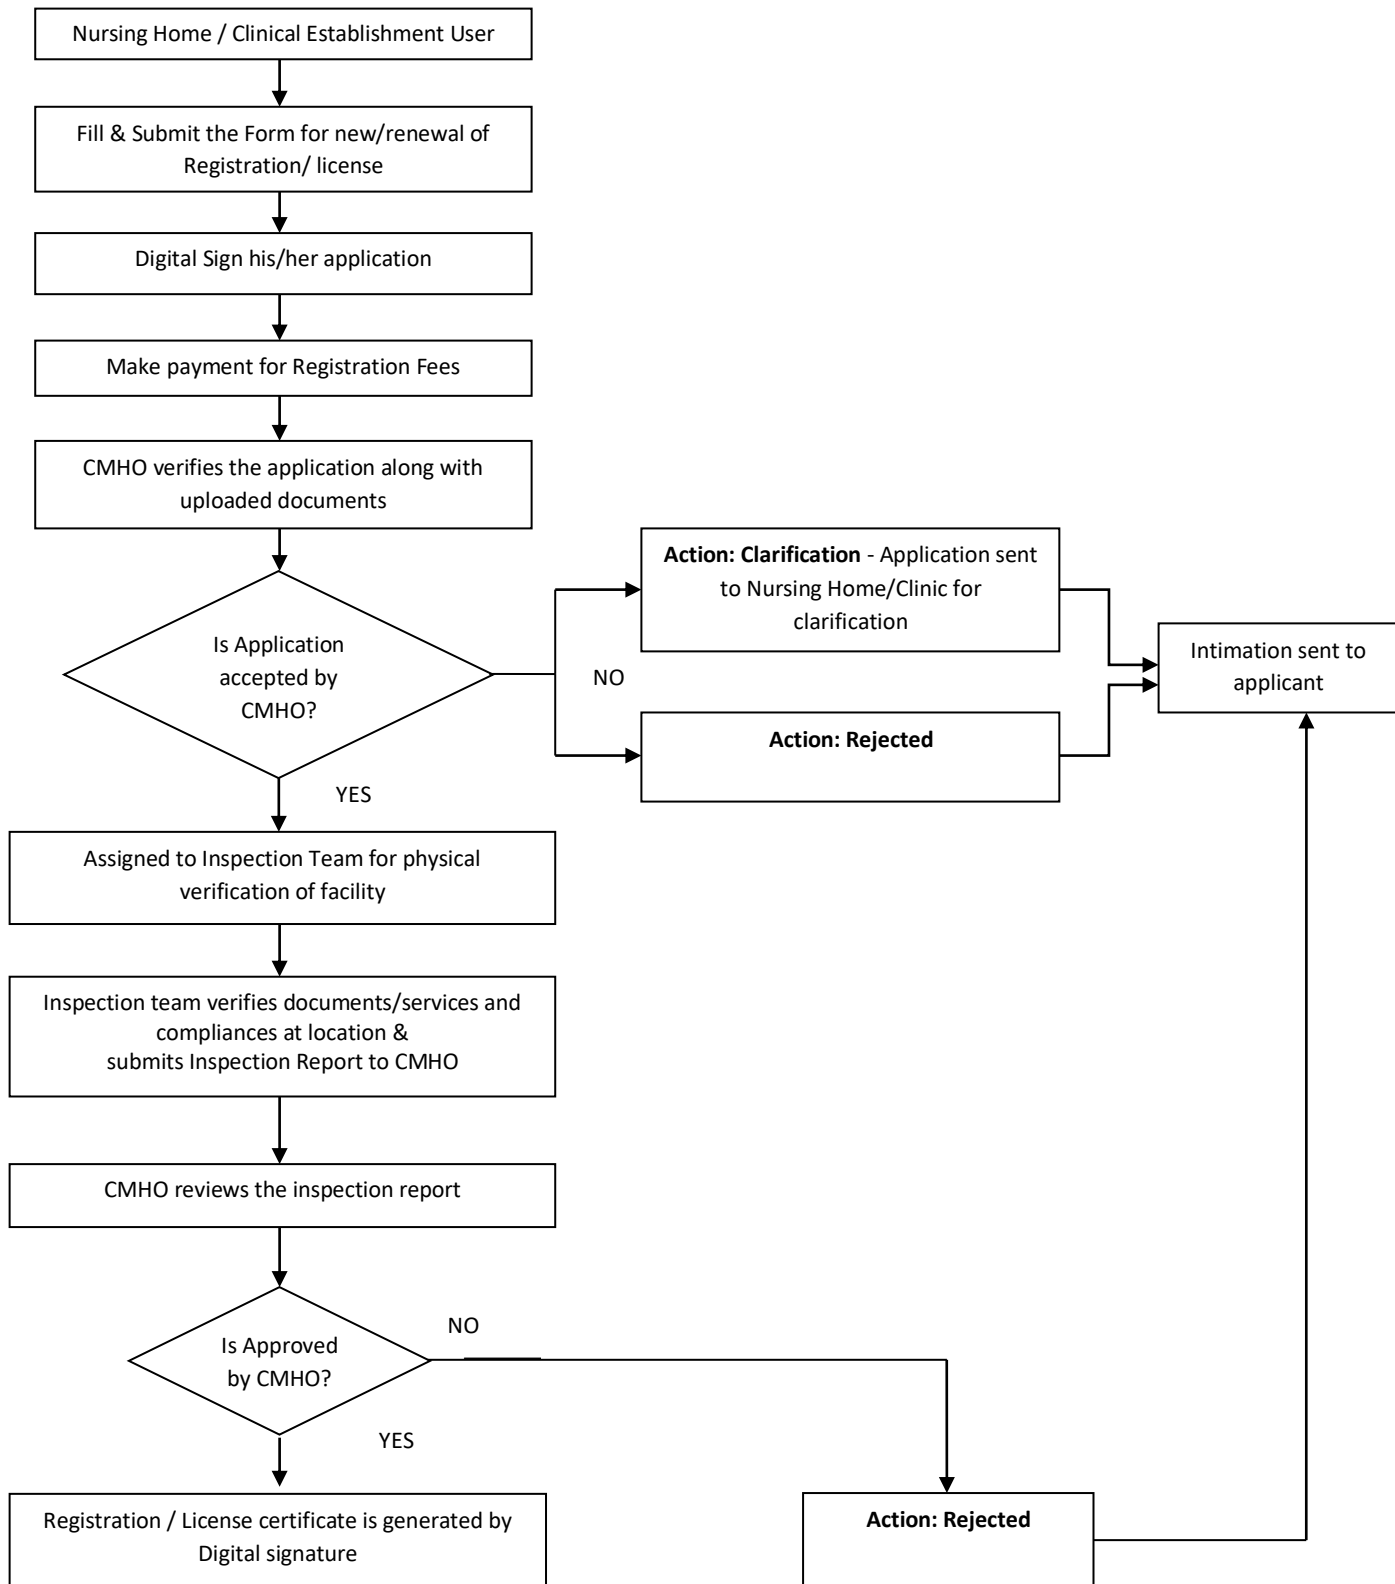 Nursing Home / Clinical Establishment User
Fill & Submit the Form for new/renewal of
Registration/ license
Digital Sign his/her application
Make payment for Registration Fees
CMHO verifies the application along with
uploaded documents
Is Application
accepted by
CMHO?
NO
Action: Clarification - Application sent
to Nursing Home/Clinic for
clarification
Action: Rejected
Intimation sent to
applicant
YES
Assigned to Inspection Team for physical
verification of facility
Inspection team verifies documents/services and
compliances at location &
submits Inspection Report to CMHO
CMHO reviews the inspection report
Is Approved
by CMHO?
NO
YES
Registration / License certificate is generated by
Digital signature
Action: Rejected